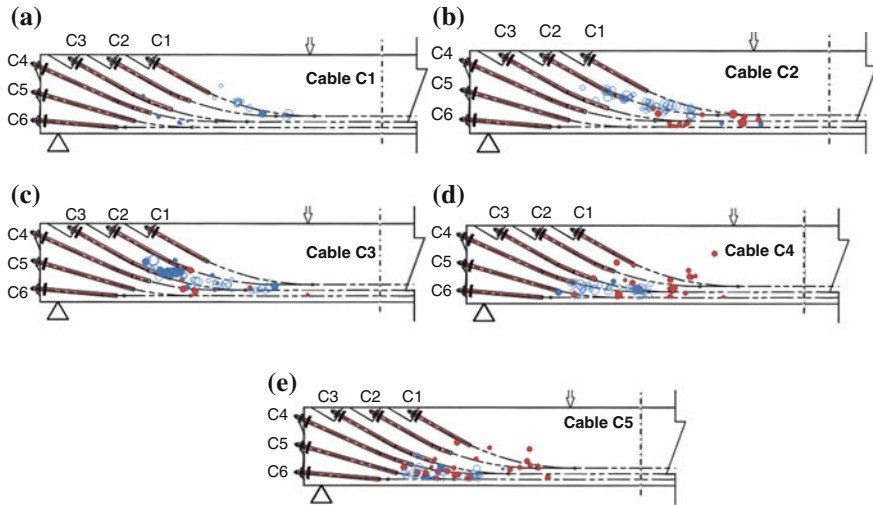 (a)
C3 C2 C1
C4
C5
C6
Cable C1
(b)
C3 C2 C1
C4
C5
C6
Cable C2
(c)
C3 C2 C1
C4
C5
C6
Cable C3
(d)
C3 C2 C1
C4
C5
C6
Cable C4
(e)
C3 C2 C1
C4
C5
C6
Cable C5